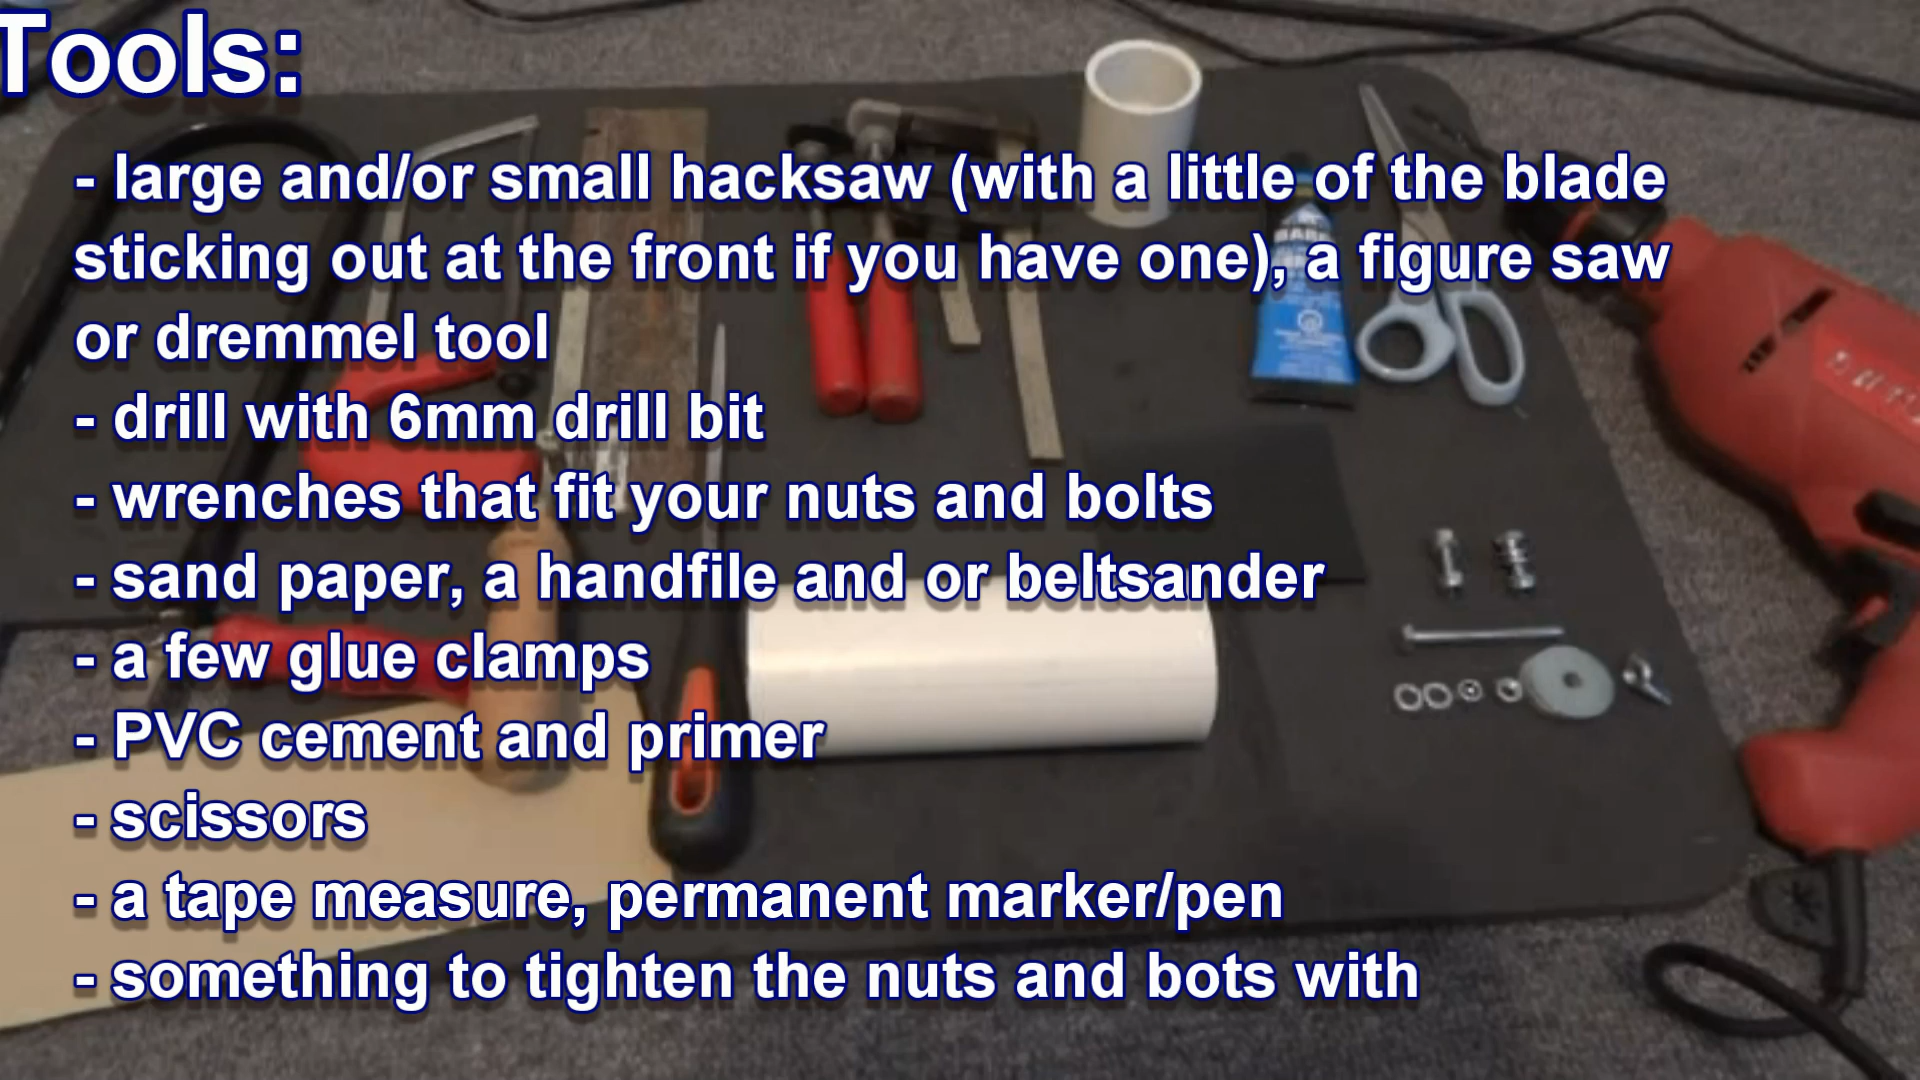 Tools:
- large and/or small hacksaw (with a little of the blade
sticking out at the front if you have one), a figure saw
or dremmel tool
- drill with 6mm drill bit
- wrenches that fit your nuts and bolts
- sand paper, a handfile and or beltsander
- a few glue clamps
- PVC cement and primer
- scissors
- a tape measure, permanent marker/pen
- something to tighten the nuts and bots with